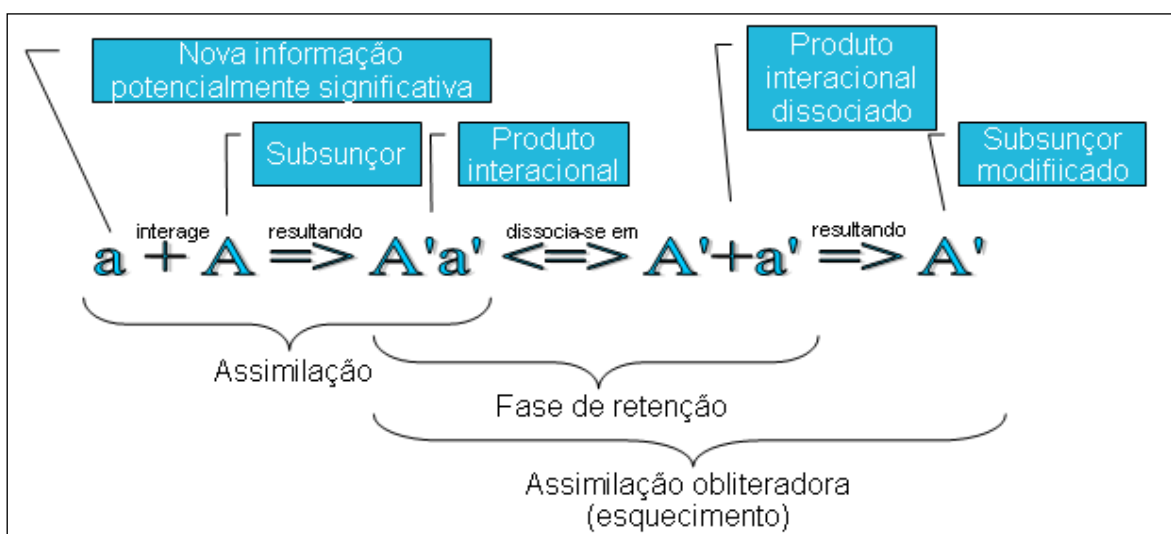 Nova informação
potencialmente significativa
Produto
interacional
dissociado
Subsunçor
Produto
interacional
Subsunçor
modifiicado
a + A => A'a' <=> A'+a' => A'
interage resultando dissocia-se em resultando
Assimilação
Fase de retenção
Assimilação obliteradora
(esquecimento)